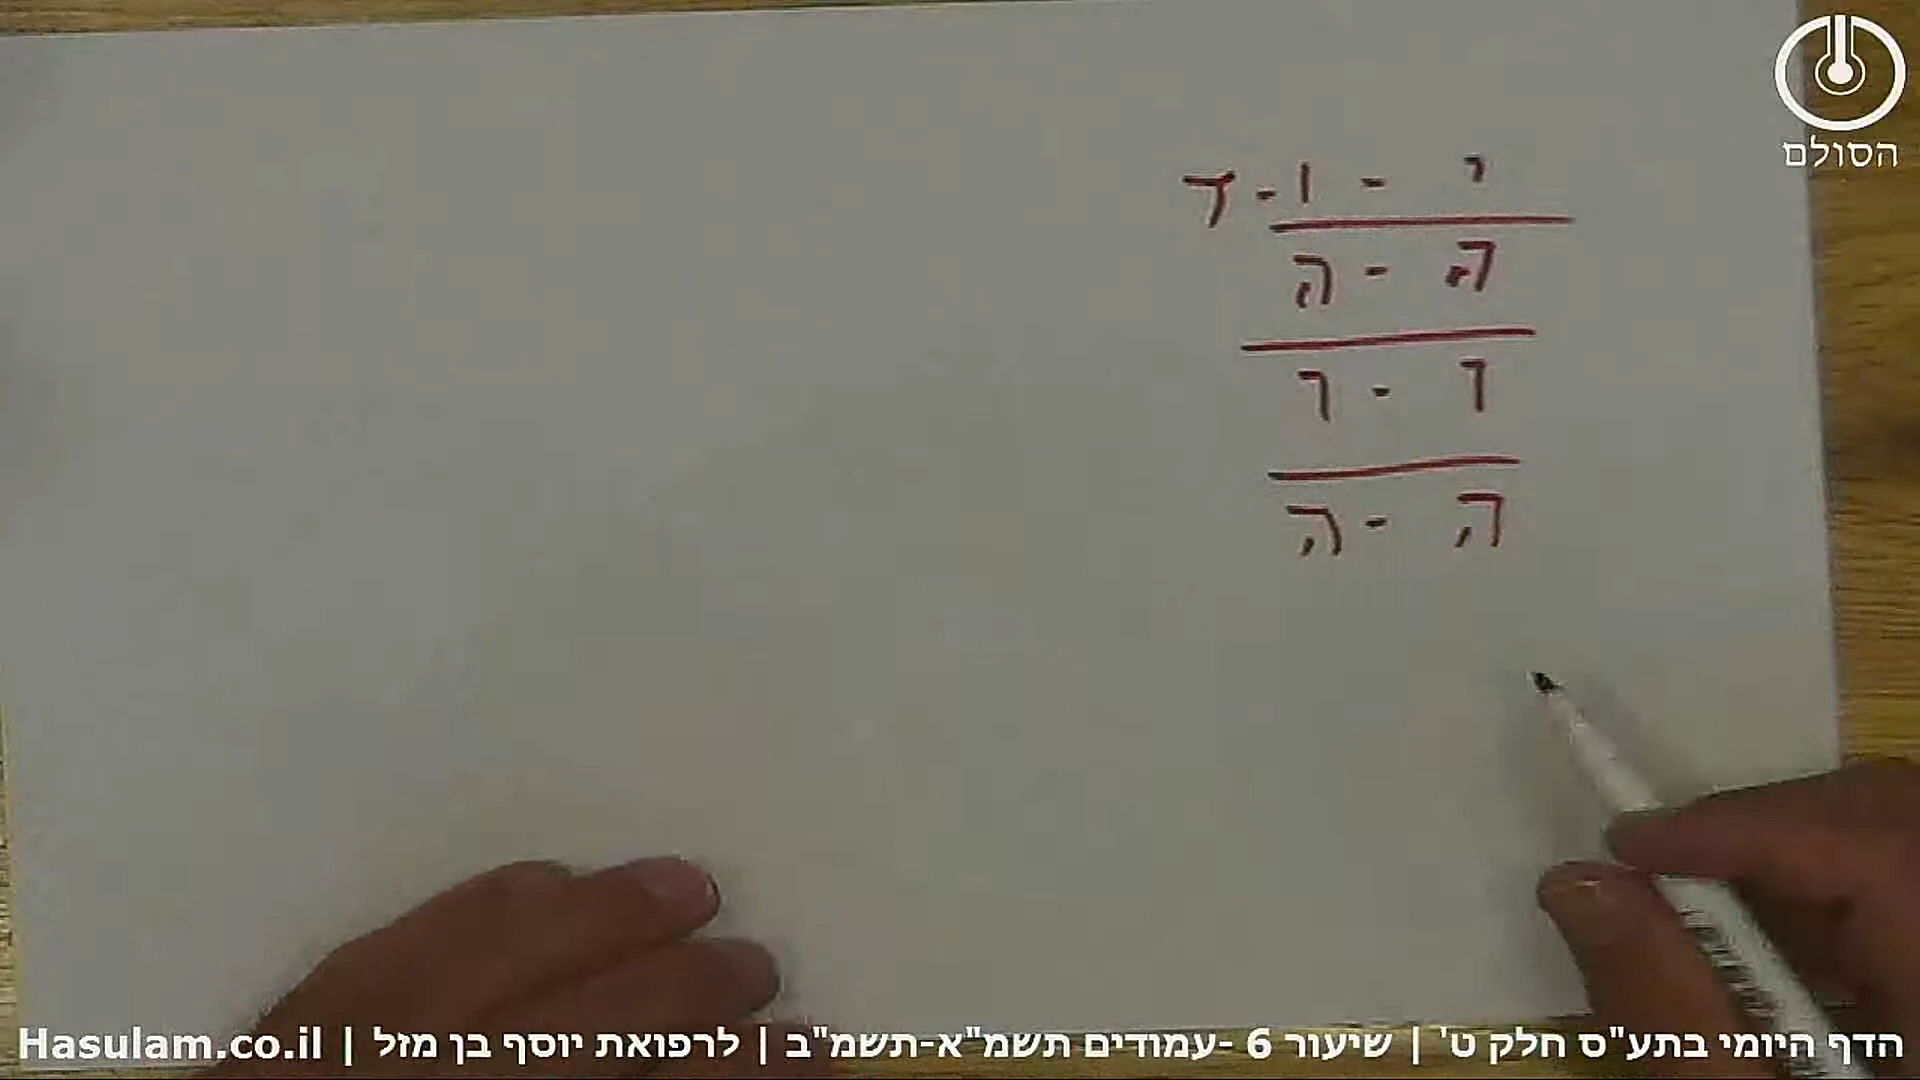 הסולם
י - ו - ד
ה - ה
ו - ו
ה - ה
הדף היומי בתע"ס חלק ט' | שיעור 6 -עמודים תשמ"א-תשמ"ב | לרפואת יוסף בן מזל | Hasulam.co.il